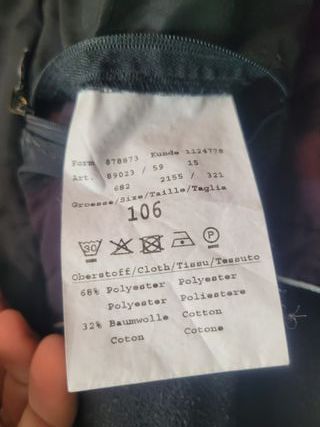 Form 878873 Kunde 1124778
Art. 89023 / 59 15
682 2155 / 321
Groesse/Size/Taille/Taglia
106
30 P
Oberstoff/Cloth/Tissu/Tessuto
68% Polyester Polyester
Polyester Poliestere
32% Baumwolle Cotton
Coton Cotone